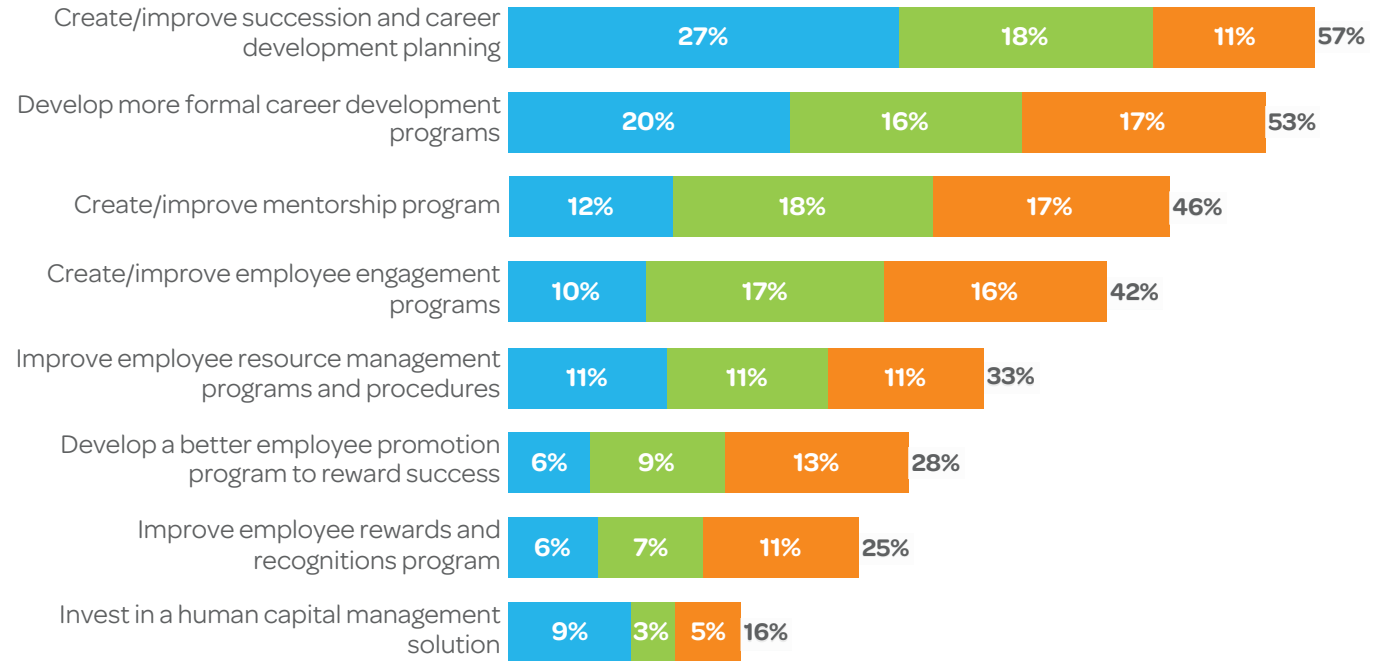 Create/improve succession and career
development planning
27% 18% 11% 57%
Develop more formal career development
programs
20% 16% 17% 53%
Create/improve mentorship program
12% 18% 17% 46%
Create/improve employee engagement
programs
10% 17% 16% 42%
Improve employee resource management
programs and procedures
11% 11% 11% 33%
Develop a better employee promotion
program to reward success
6% 9% 13% 28%
Improve employee rewards and
recognitions program
6% 7% 11% 25%
Invest in a human capital management
solution
9% 3% 5% 16%